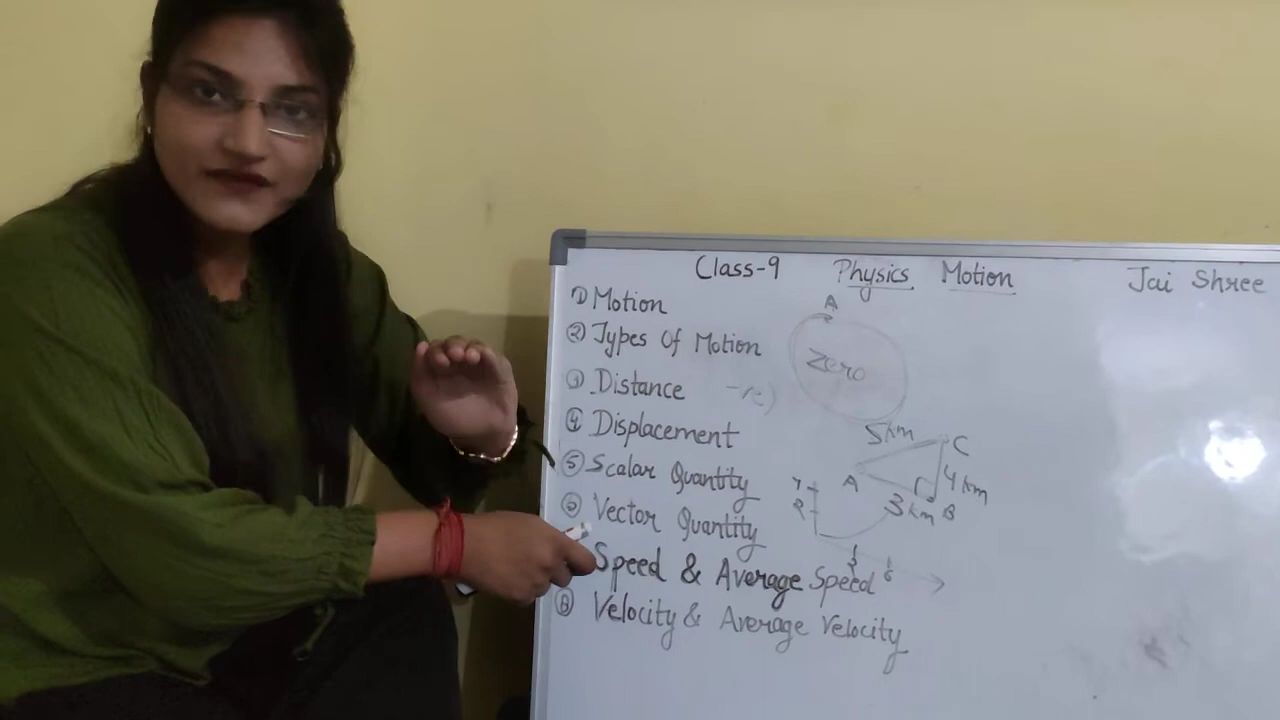 Class-9 Physics Motion Jai Shree
① Motion
② Types Of Motion
③ Distance
④ Displacement
⑤ Scalar Quantity
⑥ Vector Quantity
Speed & Average Speed
⑧ Velocity & Average Velocity
A
Zero
5km C
A 4km
3km B